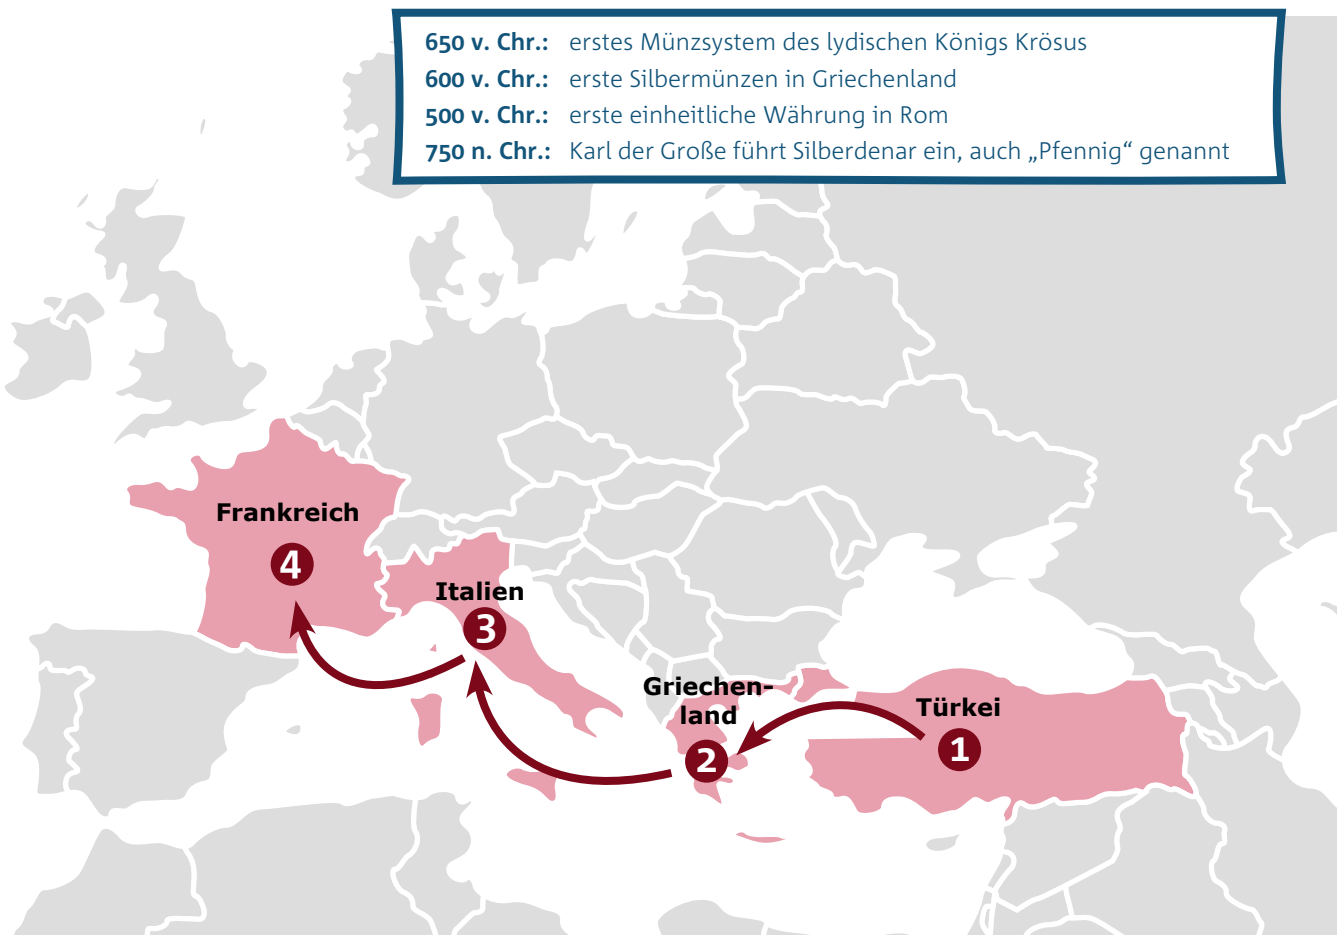 650 v. Chr.: erstes Münzsystem des lydischen Königs Krösus
600 v. Chr.: erste Silbermünzen in Griechenland
500 v. Chr.: erste einheitliche Währung in Rom
750 n. Chr.: Karl der Große führt Silberdenar ein, auch „Pfennig“ genannt
Frankreich
4
Italien
3
Griechen-
land
2
Türkei
1